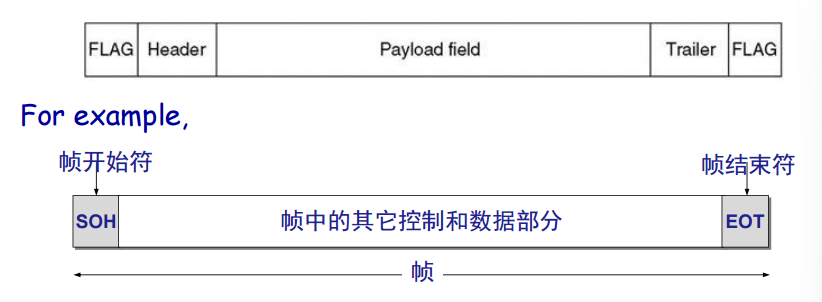 FLAG Header Payload field Trailer FLAG
For example,
帧开始符 帧结束符
SOH 帧中的其它控制和数据部分 EOT
帧